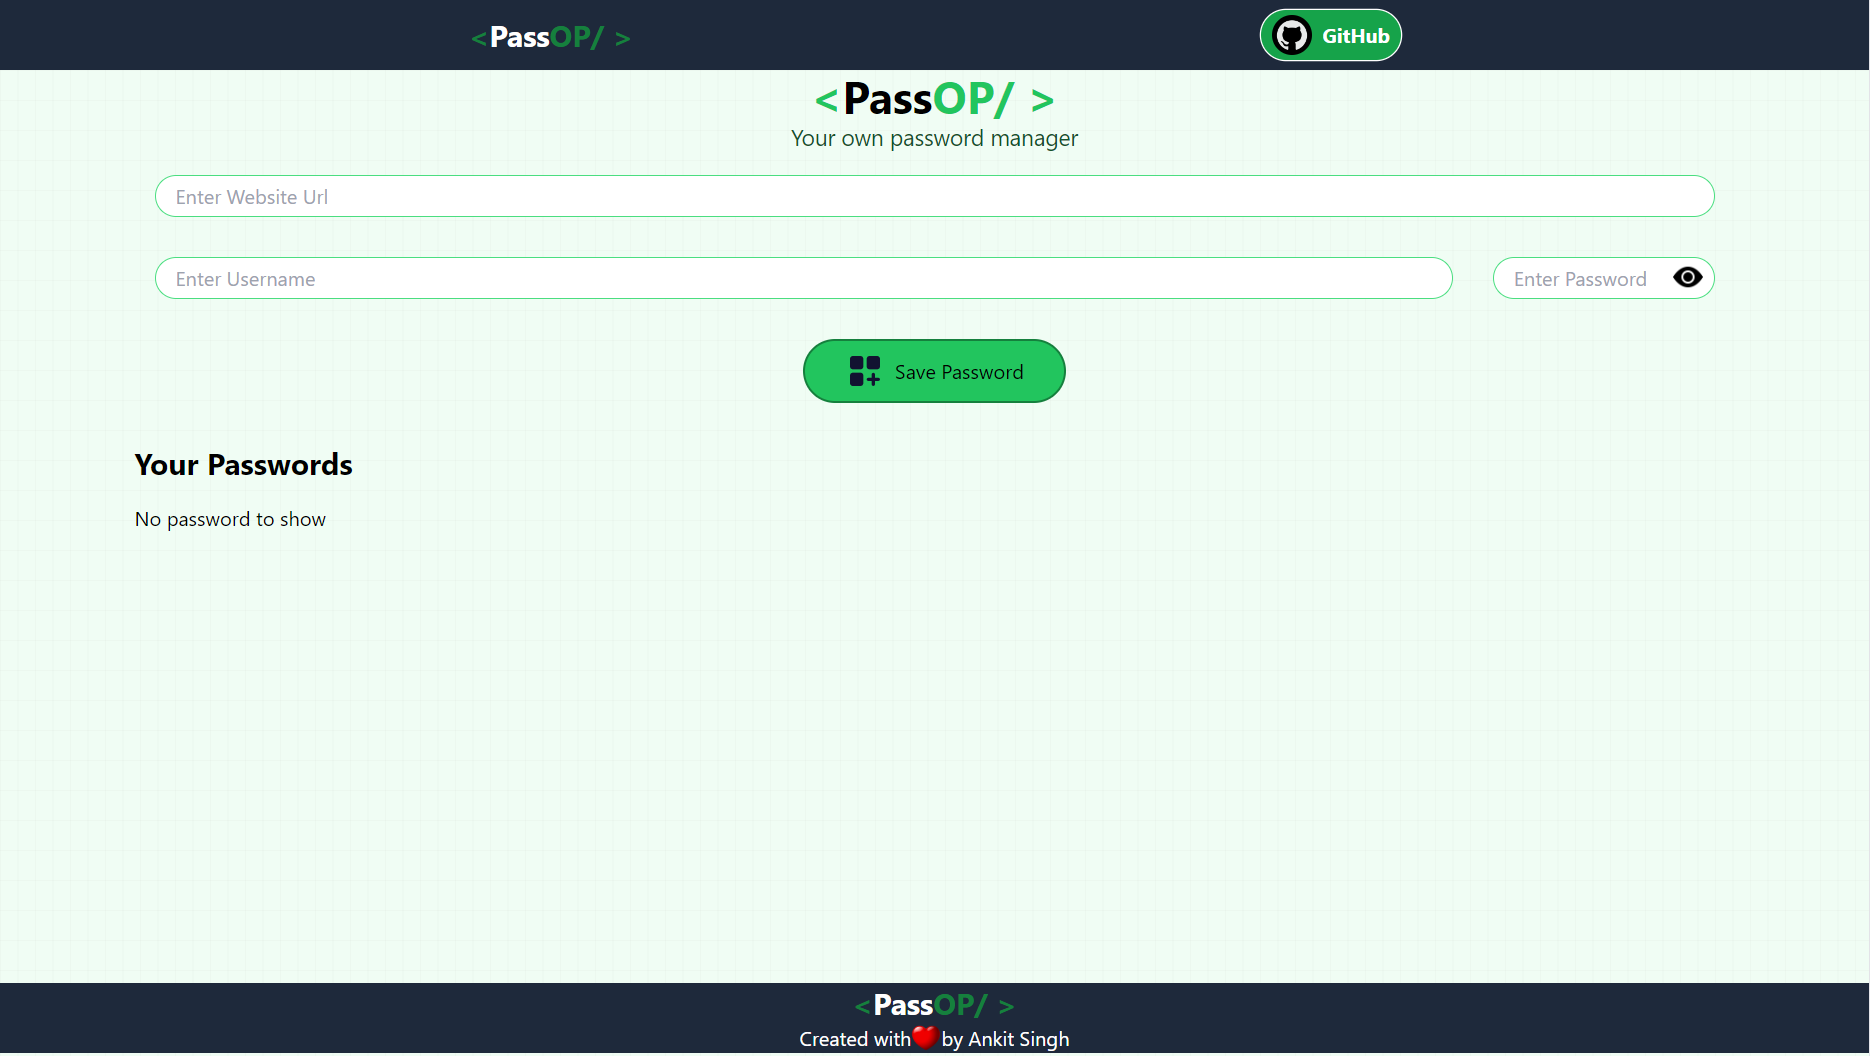 <PassOP/ >
GitHub
<PassOP/ >
Your own password manager
Enter Website Url
Enter Username
Enter Password
Save Password
Your Passwords
No password to show
<PassOP/ >
Created with❤️by Ankit Singh